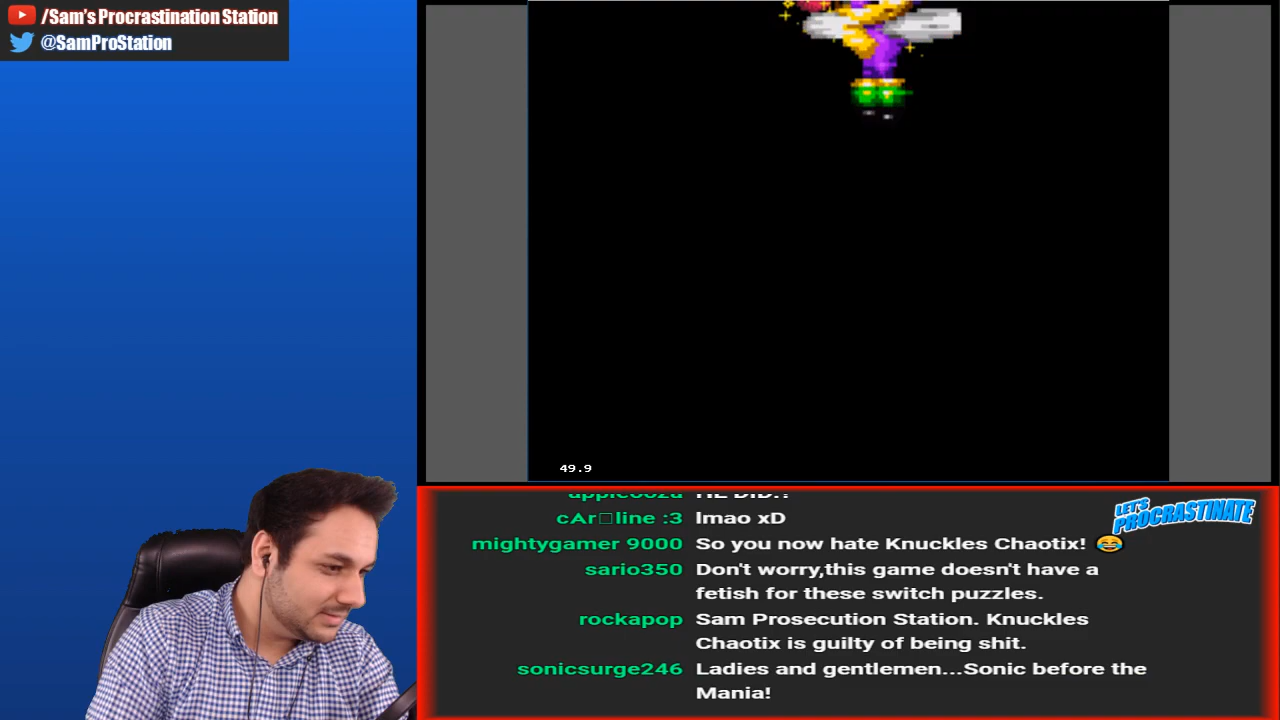 /Sam's Procrastination Station
@SamProStation
49.9
lmao xD
cAr□line :3
mightygamer 9000 So you now hate Knuckles Chaotix! 😂
sario350 Don't worry,this game doesn't have a
fetish for these switch puzzles.
rockapop Sam Prosecution Station. Knuckles
Chaotix is guilty of being shit.
sonicsurge246 Ladies and gentlemen...Sonic before the
Mania!
LET'S
PROCRASTINATE